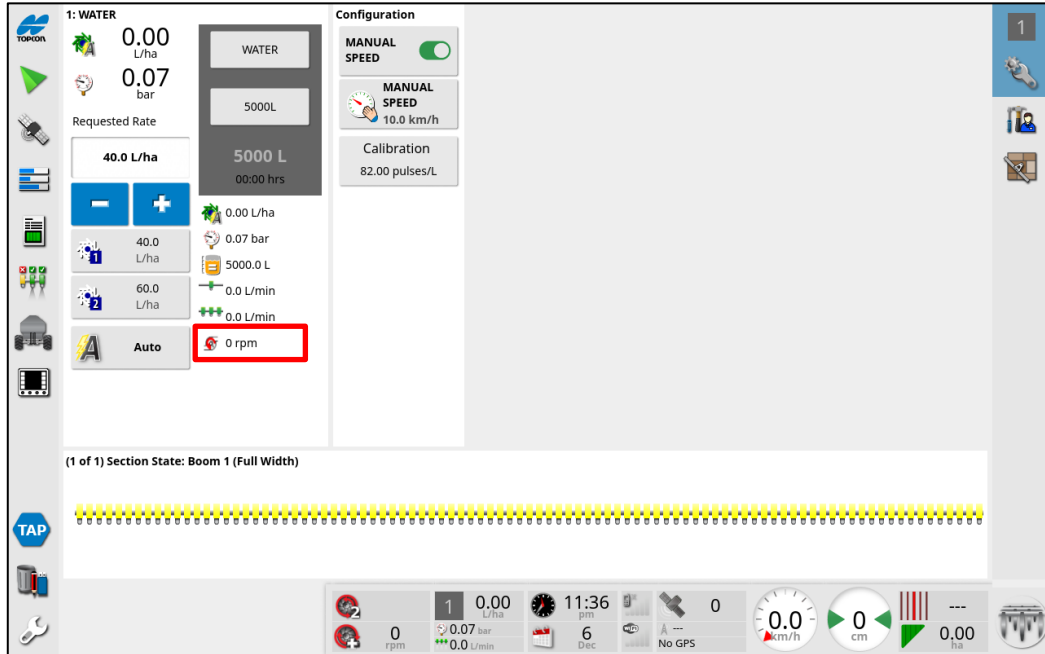 TOPCON
1: WATER
0.00
L/ha
0.07
bar
Requested Rate
40.0 L/ha
1
40.0
L/ha
2
60.0
L/ha
A
Auto
WATER
5000L
5000 L
00:00 hrs
0.00 L/ha
0.07 bar
5000.0 L
0.0 L/min
0.0 L/min
0 rpm
Configuration
MANUAL
SPEED
MANUAL
SPEED
10.0 km/h
Calibration
82.00 pulses/L
1
(1 of 1) Section State: Boom 1 (Full Width)
TAP
2
0
rpm
1
0.00
L/ha
0.07 bar
0.0 L/min
11:36
pm
6
Dec
0
A ---
No GPS
0.0
km/h
0
cm
---
0.00
ha